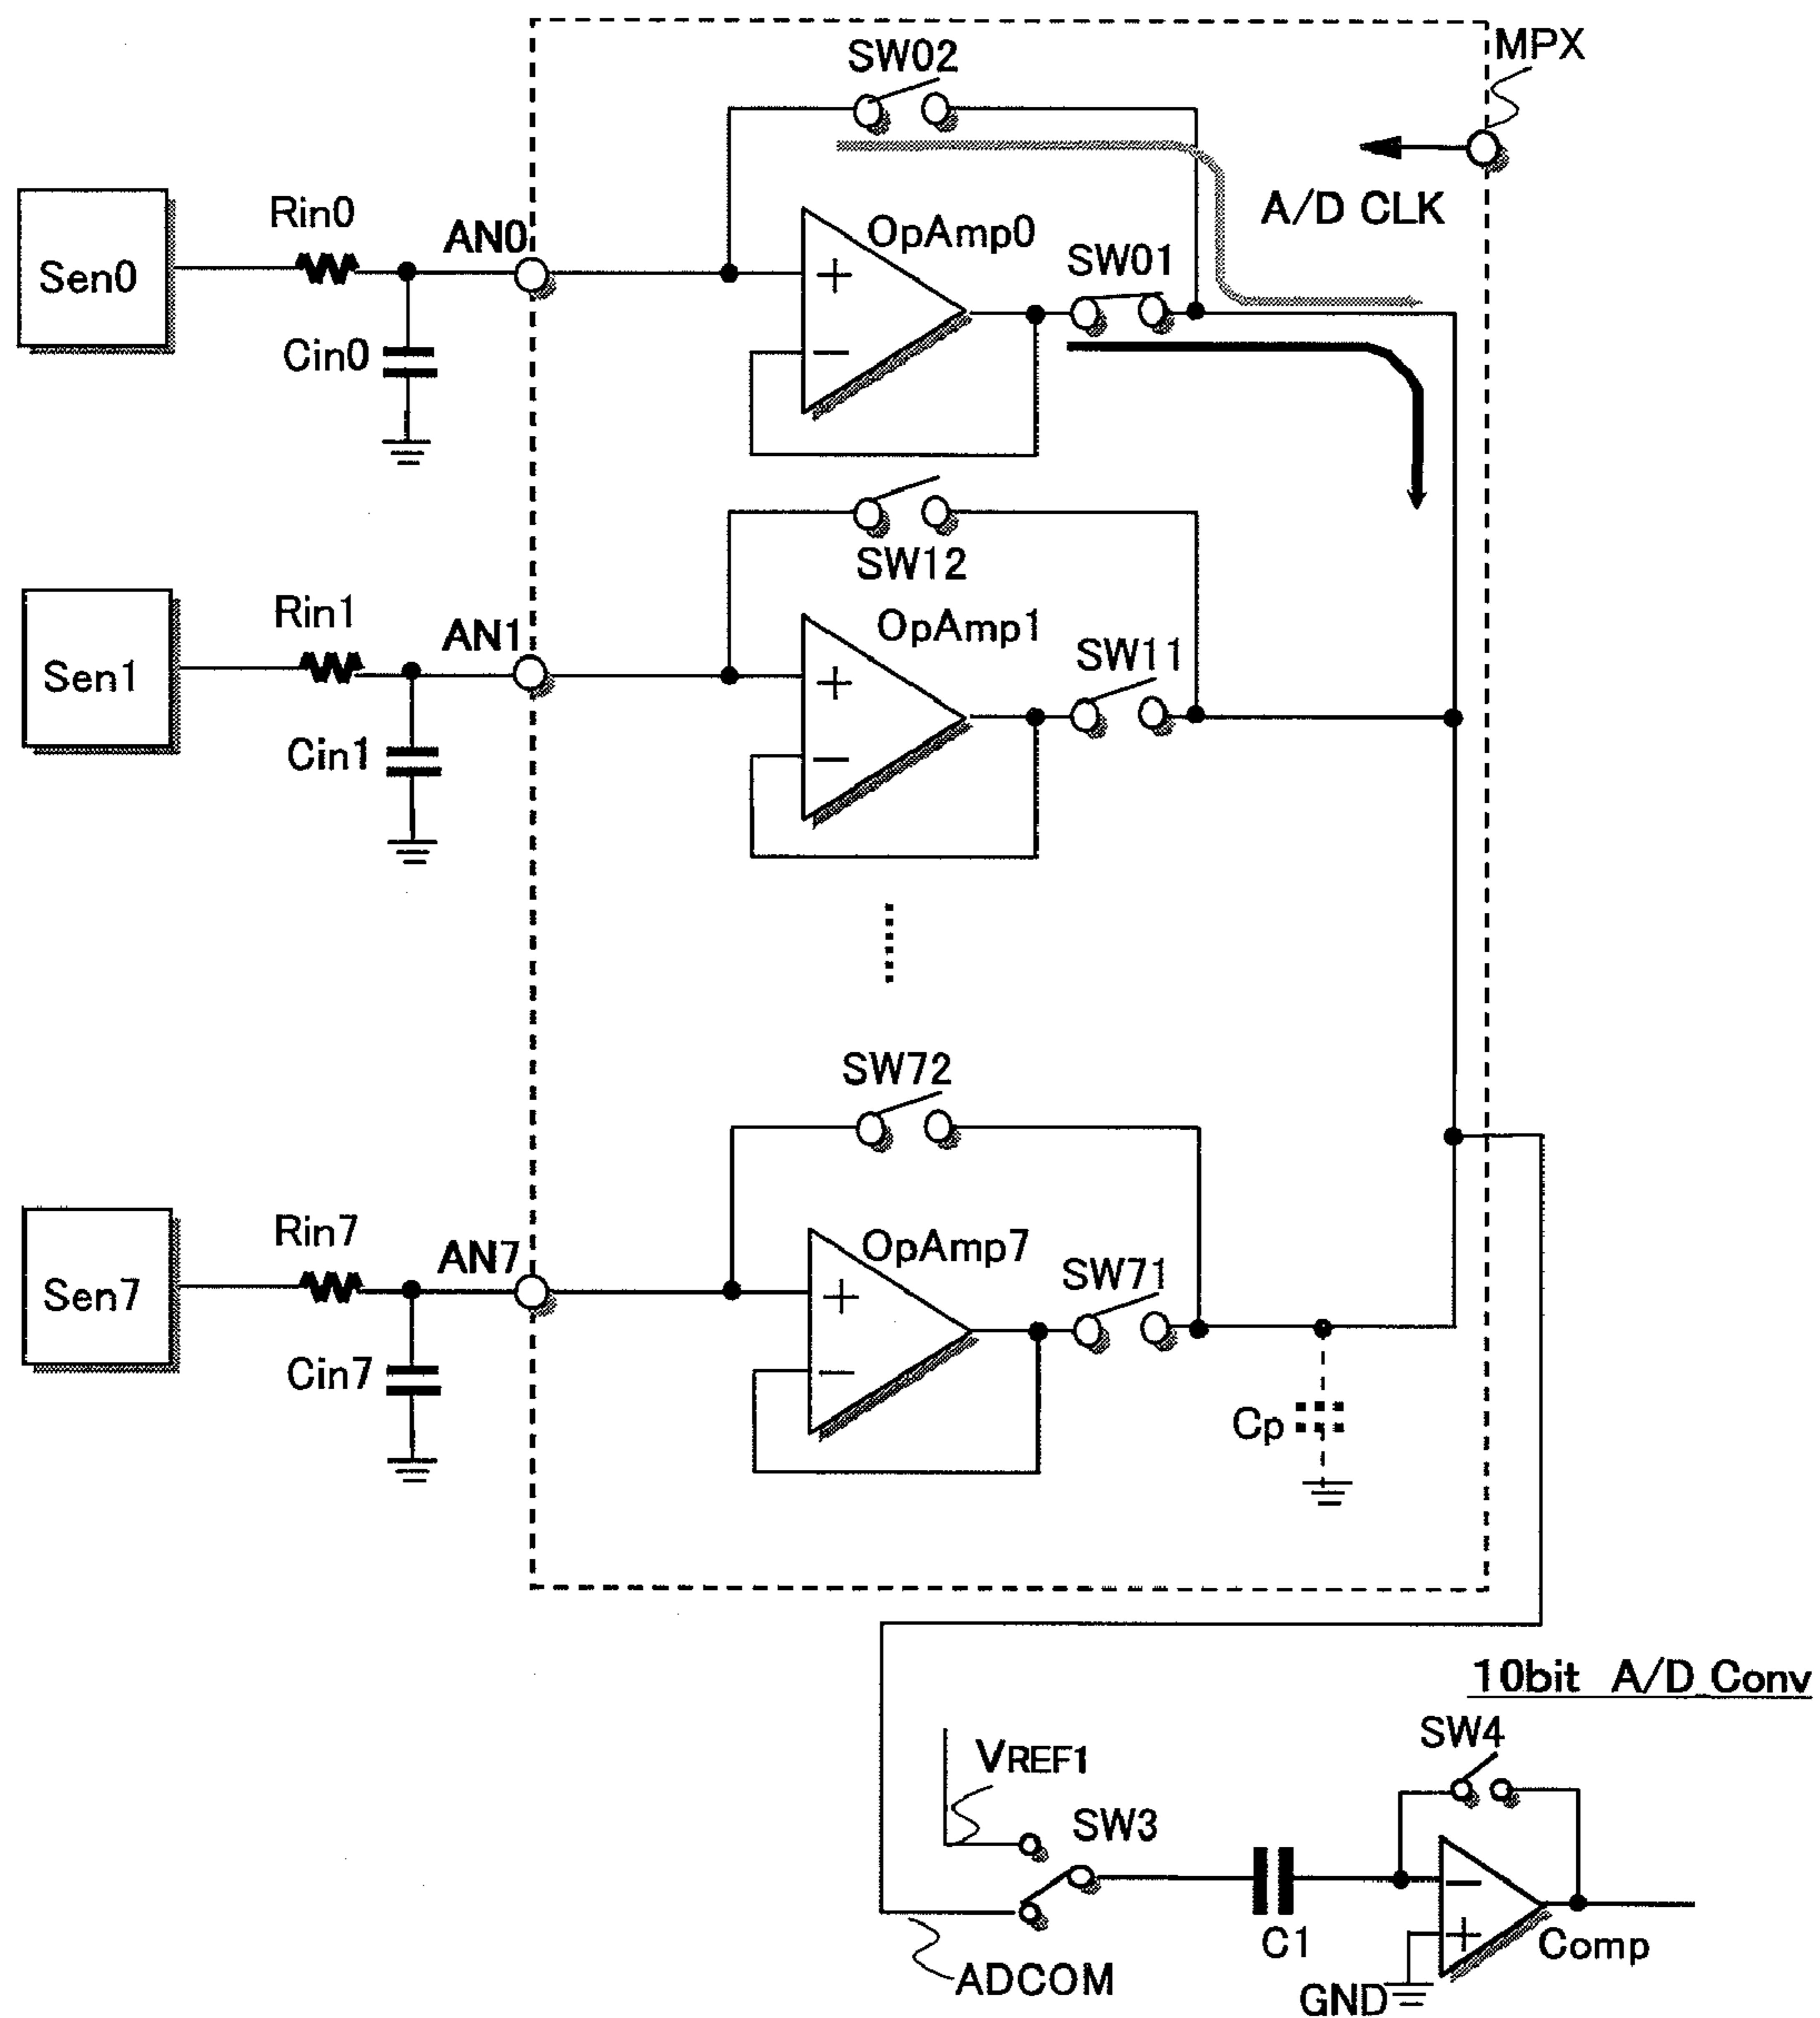 MPX
SW02
A/D CLK
Sen0
Rin0
AN0
OpAmp0
SW01
+
−
Cin0
SW12
Sen1
Rin1
AN1
OpAmp1
SW11
+
−
Cin1
SW72
Sen7
Rin7
AN7
OpAmp7
SW71
+
−
Cin7
Cp
10bit A/D Conv
SW4
VREF1
SW3
−
+
C1
Comp
ADCOM
GND